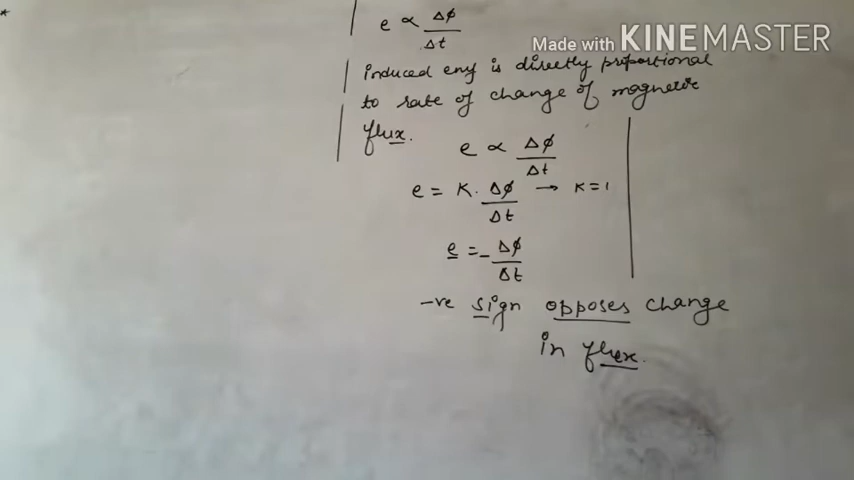 e ∝ Δφ/Δt
Made with KINEMASTER
induced emf is directly proportional
to rate of change of magnetic
flux.
e ∝ Δφ/Δt
e = K. Δφ/Δt → K=1
e = -Δφ/Δt
-ve sign opposes change
in flux.